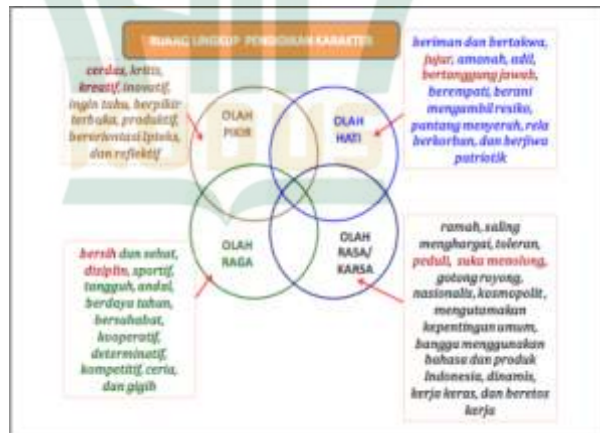 RUANG LINGKUP PENDIDIKAN KARAKTER
cerdas, kritis,
kreatif, inovatif,
ingin tahu, berpikir
terbuka, produktif,
berorientasi Ipteks,
dan reflektif
OLAH
PIKIR
OLAH
HATI
beriman dan bertakwa,
jujur, amanah, adil,
bertanggung jawab,
berempati, berani
mengambil resiko,
pantang menyerah, rela
berkorban, dan berjiwa
patriotik
bersih dan sehat,
disiplin, sportif,
tangguh, andal,
berdaya tahan,
bersahabat,
kooperatif,
determinatif,
kompetitif, ceria,
dan gigih
OLAH
RAGA
OLAH
RASA/
KARSA
ramah, saling
menghargai, toleran,
peduli, suka menolong,
gotong royong,
nasionalis, kosmopolit,
mengutamakan
kepentingan umum,
bangga menggunakan
bahasa dan produk
Indonesia, dinamis,
kerja keras, dan beretos
kerja